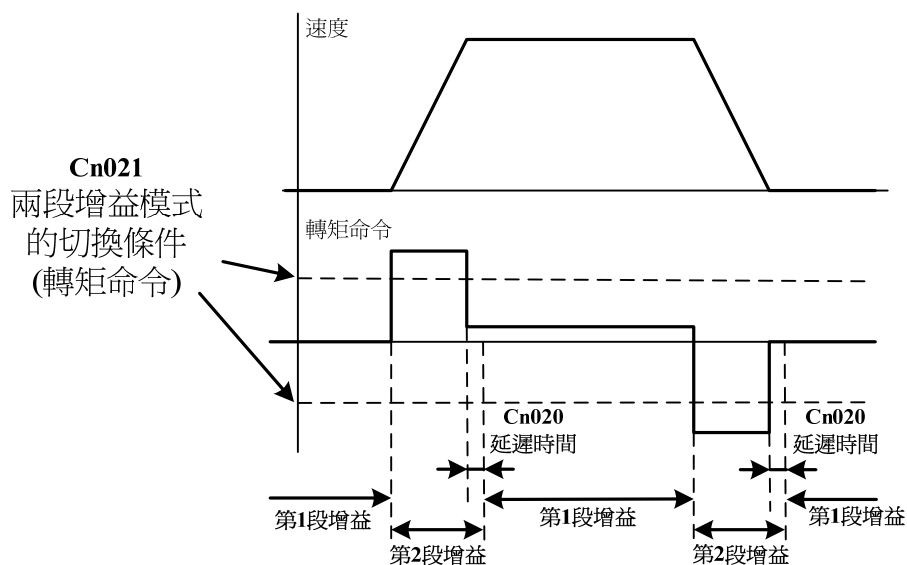 速度
Cn021
兩段增益模式
的切換條件
(轉矩命令)
轉矩命令
Cn020
延遲時間
Cn020
延遲時間
第1段增益
第1段增益
第1段增益
第2段增益
第2段增益